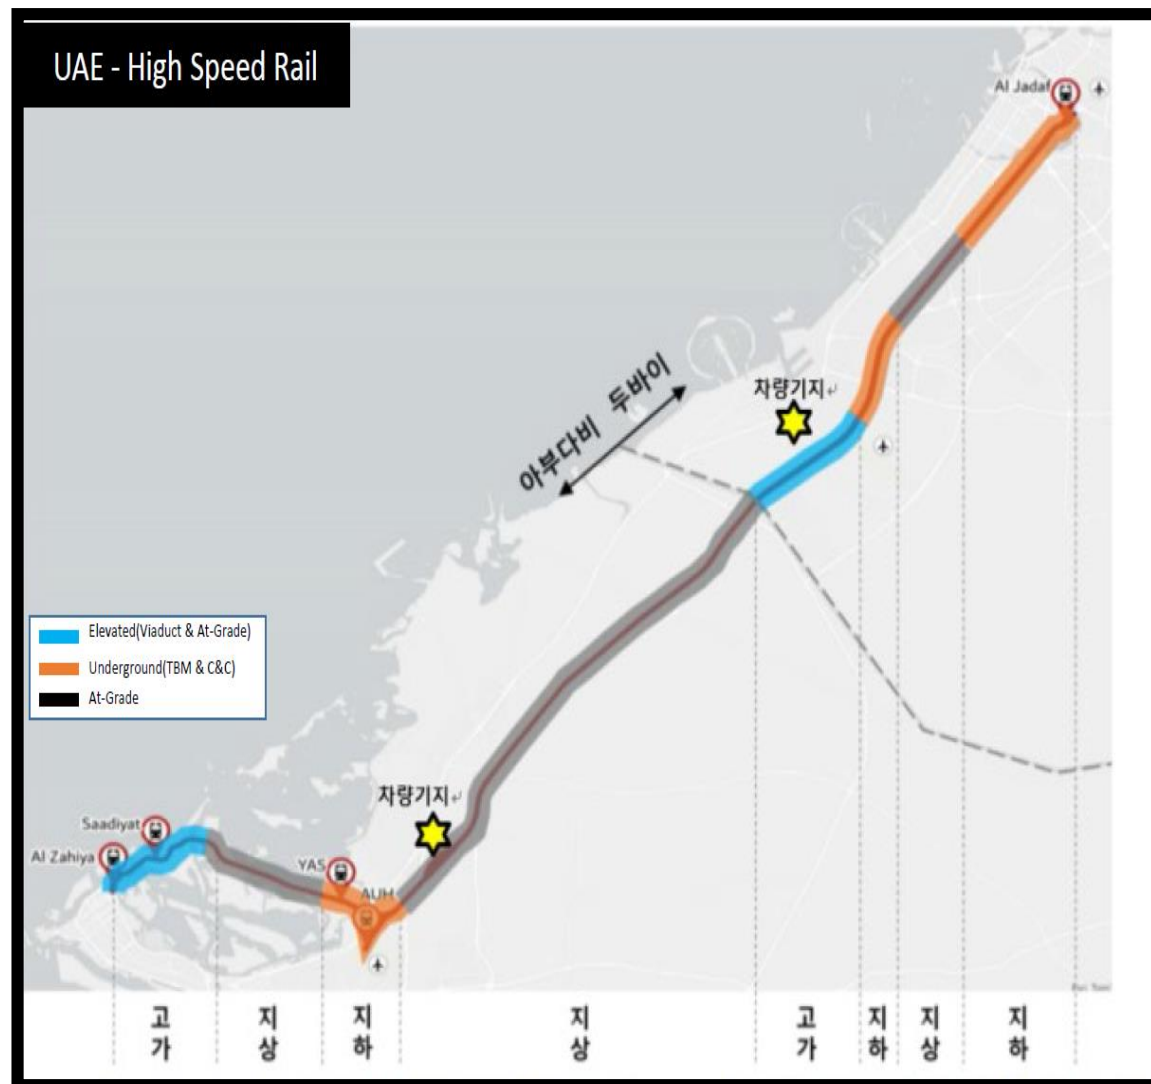 UAE - High Speed Rail
Al Jadaf
아부다비 두바이
차량기지
Elevated(Viaduct & At-Grade)
Underground(TBM & C&C)
At-Grade
차량기지
Saadiyat
Al Zahiya
YAS
AUH
고가
지상
지하
지상
고가
지하
지상
지하